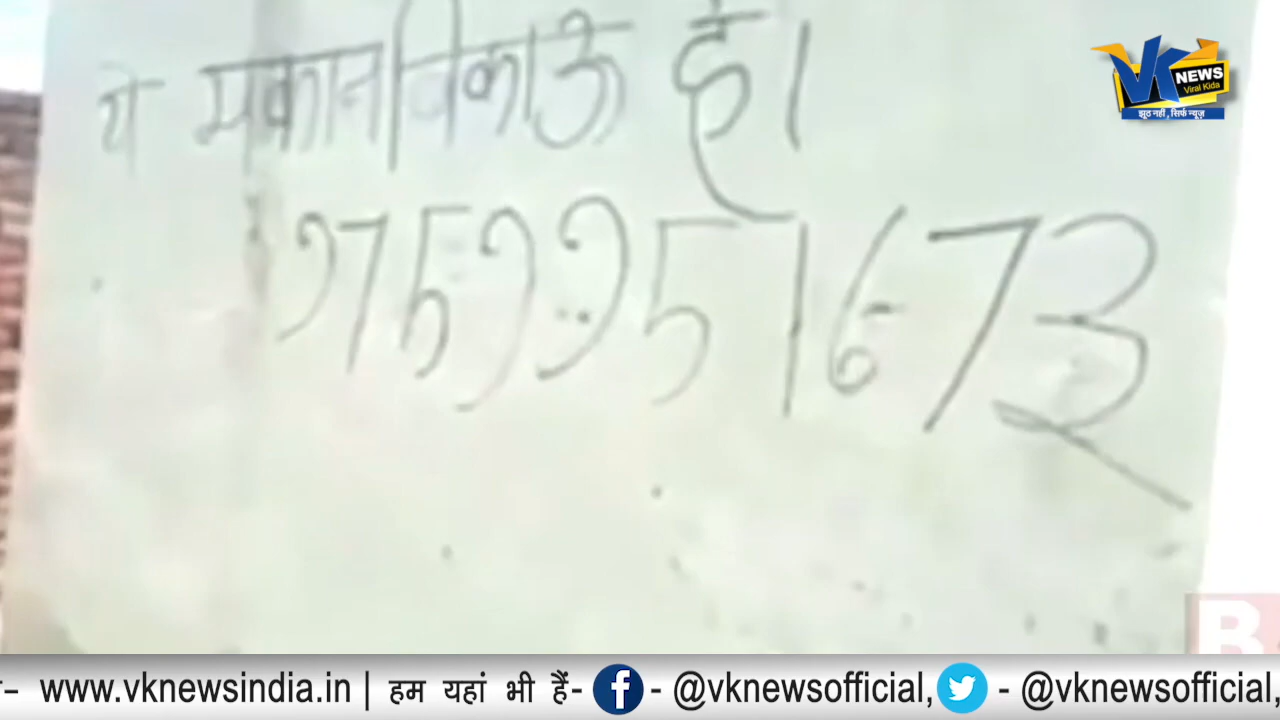 ये मकान बिकाऊ है।
9759951673
VK NEWS
Viral Kida
झूठ नहीं, सिर्फ न्यूज़
B
www.vknewsindia.in | हम यहां भी हैं- - @vknewsofficial, - @vknewsofficial,